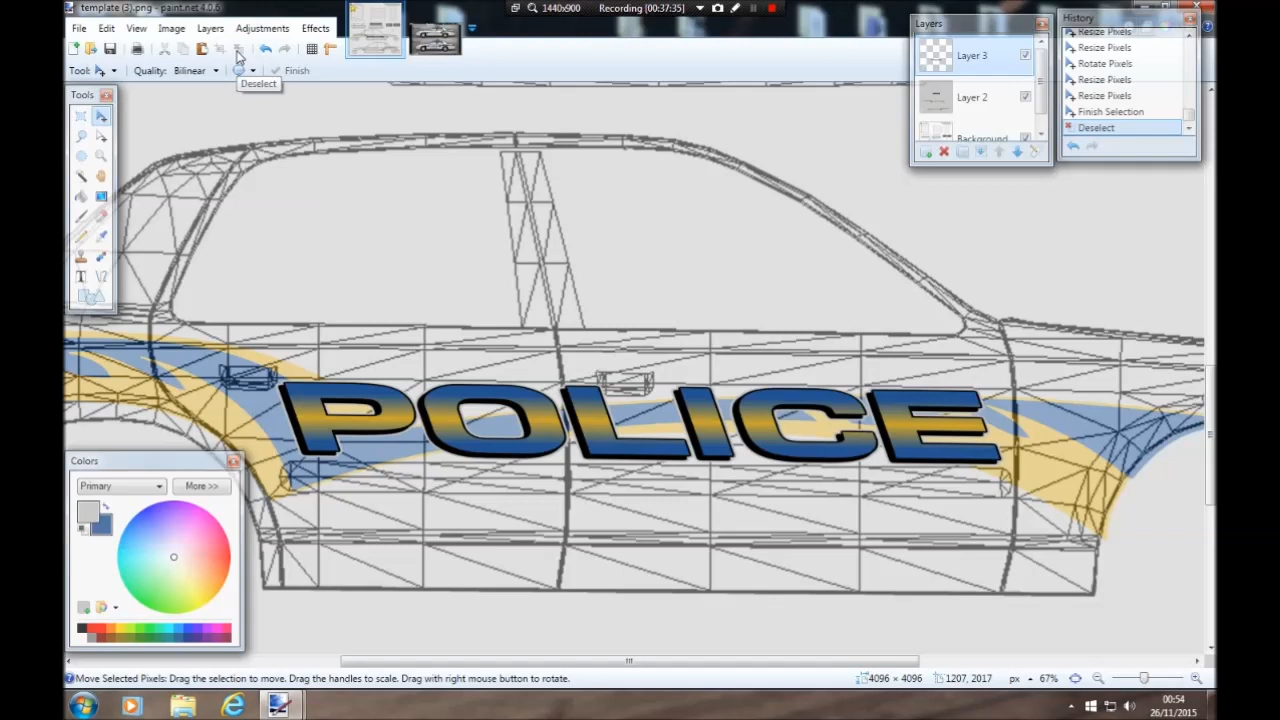 template (3).png - paint.net 4.0.6
1440x900
Recording [00:37:35]
File Edit View Image Layers Adjustments Effects
Tool: Quality: Bilinear Finish
Deselect
Tools
Layers
Layer 3
Layer 2
Background
History
Resize Pixels
Resize Pixels
Rotate Pixels
Resize Pixels
Resize Pixels
Finish Selection
Deselect
POLICE
Colors
Primary More >>
Move Selected Pixels: Drag the selection to move. Drag the handles to scale. Drag with right mouse button to rotate.
4096 × 4096 1207, 2017 px 67%
00:54
26/11/2015